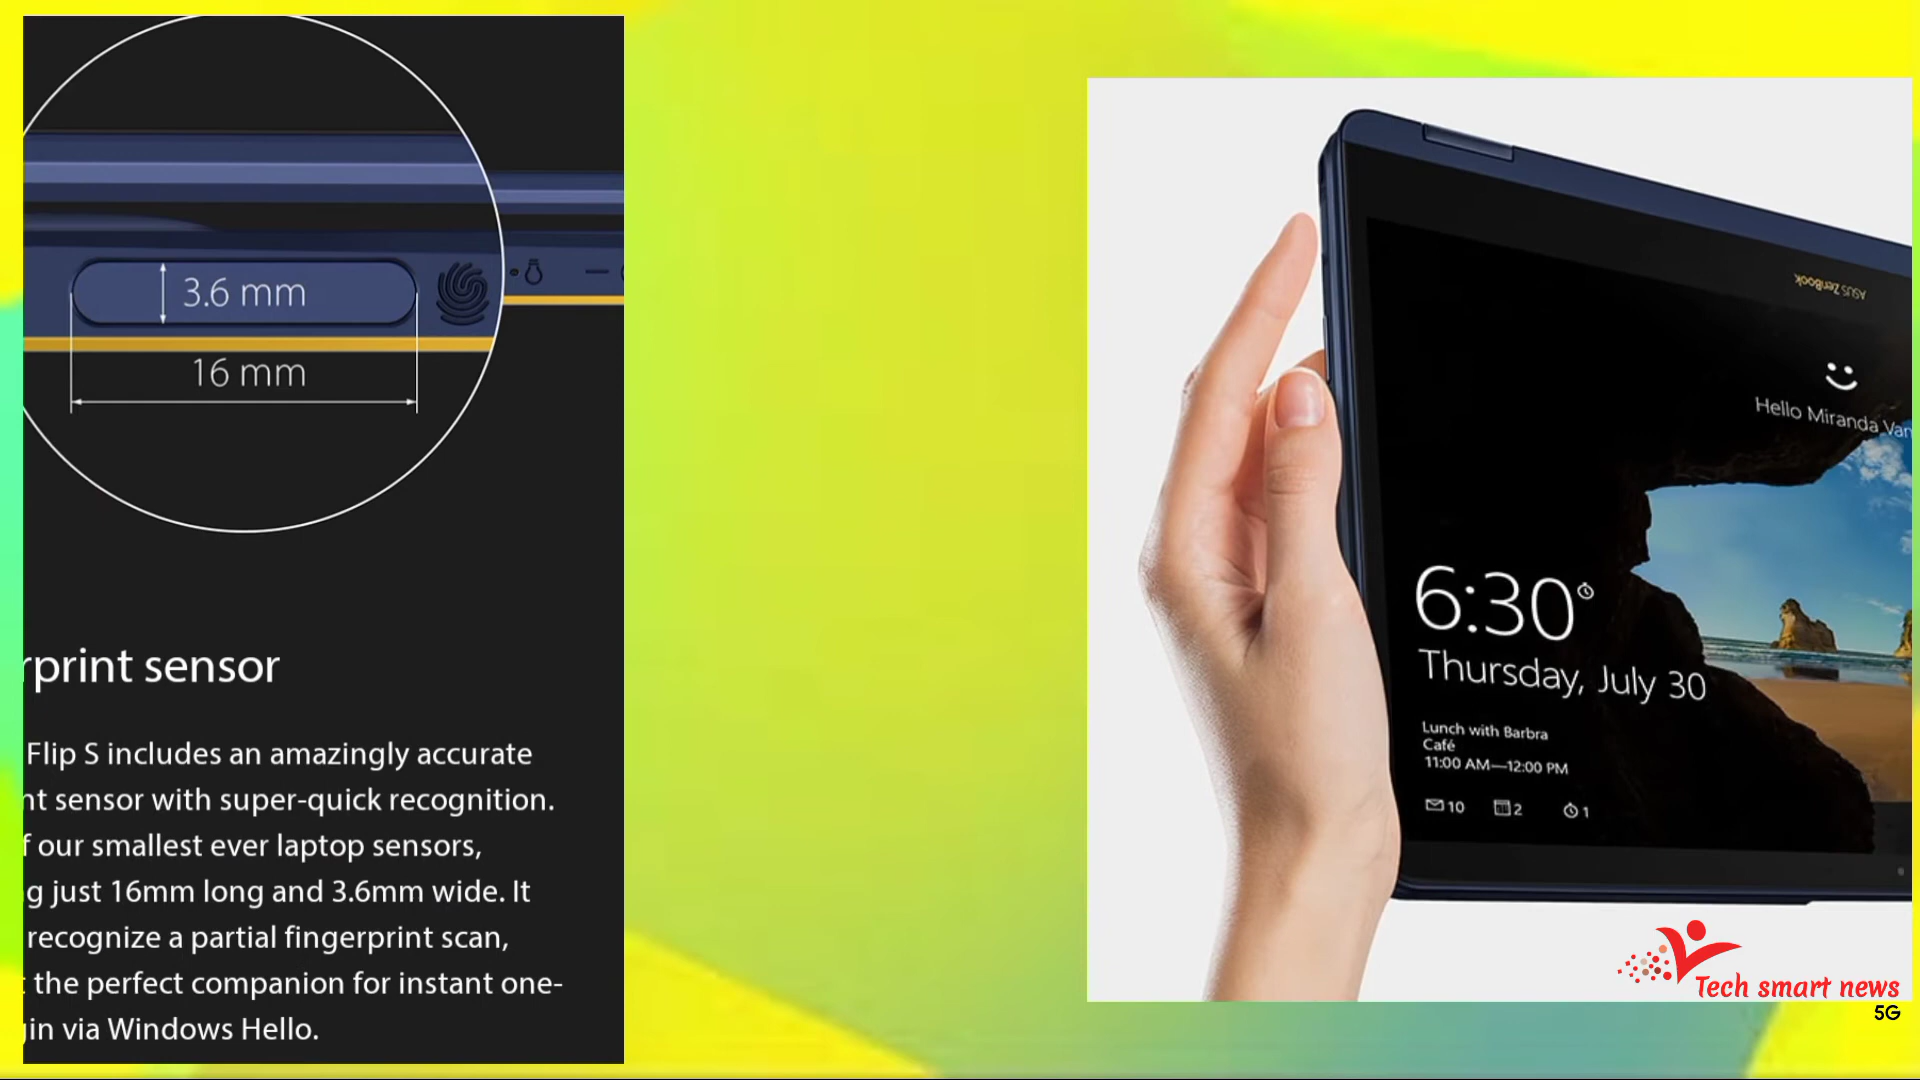 3.6 mm
16 mm
rprint sensor
Flip S includes an amazingly accurate
nt sensor with super-quick recognition.
f our smallest ever laptop sensors,
g just 16mm long and 3.6mm wide. It
recognize a partial fingerprint scan,
the perfect companion for instant one-
gin via Windows Hello.
ASUS ZenBook
Hello Miranda Van
6:30
Thursday, July 30
Lunch with Barbra
Café
11:00 AM—12:00 PM
10 2 1
Tech smart news
5G